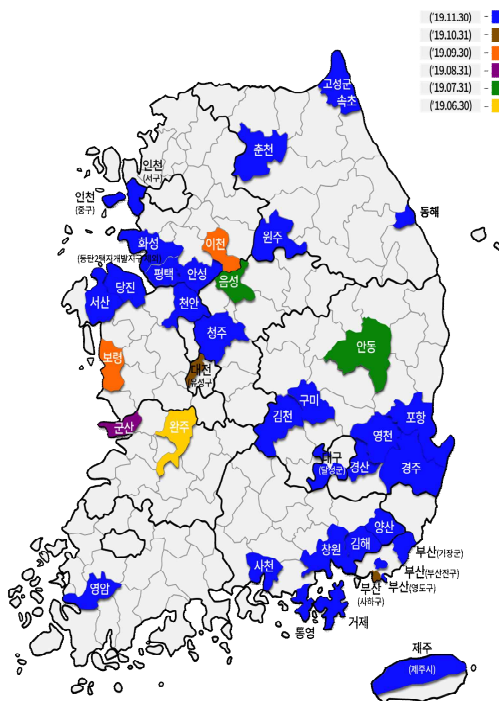 ('19.11.30) -
('19.10.31) -
('19.09.30) -
('19.08.31) -
('19.07.31) -
('19.06.30) -
고성군
속초
춘천
인천
(서구)
인천
(중구)
동해
화성
이천
원주
(동탄2택지개발지구 제외)
평택
안성
음성
당진
서산
천안
청주
보령
대전
(유성구)
안동
구미
김천
군산
완주
포항
영천
대구
(달성군)
경산
경주
양산
부산(기장군)
창원
김해
사천
부산(부산진구)
부산(영도구)
부산
(사하구)
영암
거제
통영
제주
(제주시)